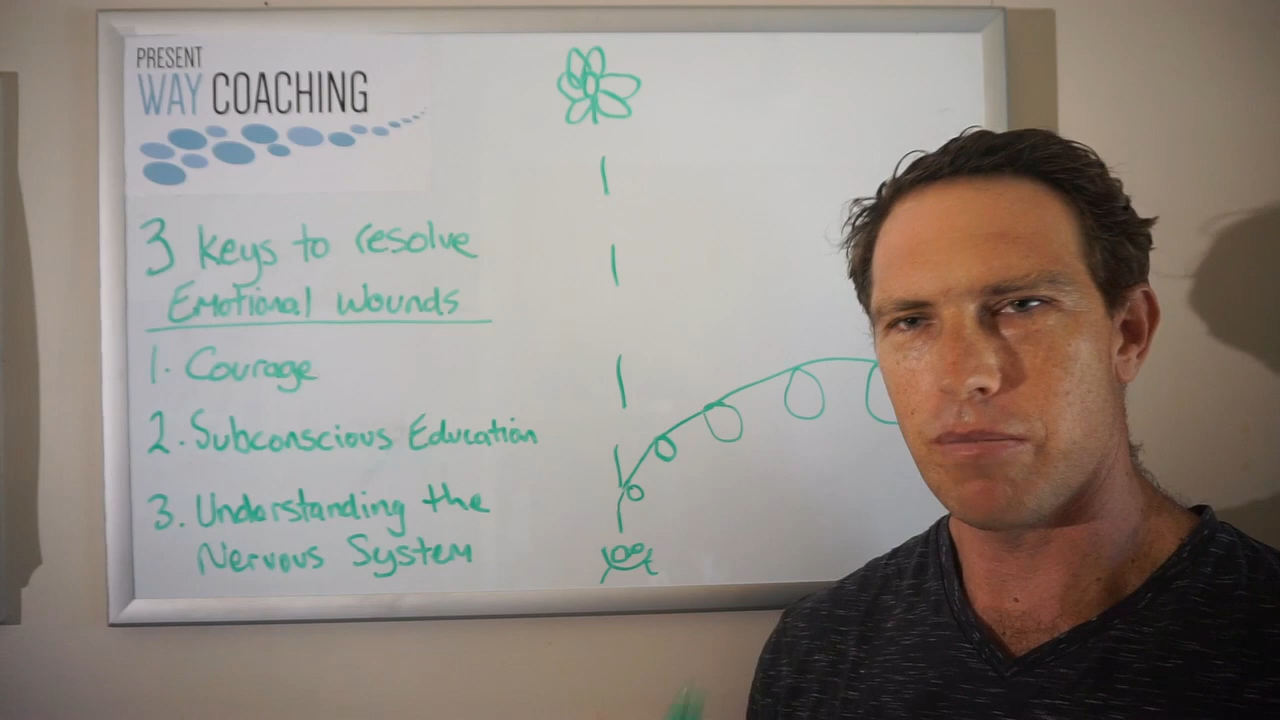 PRESENT
WAY COACHING
3 keys to resolve
Emotional Wounds
1. Courage
2. Subconscious Education
3. Understanding the
Nervous System